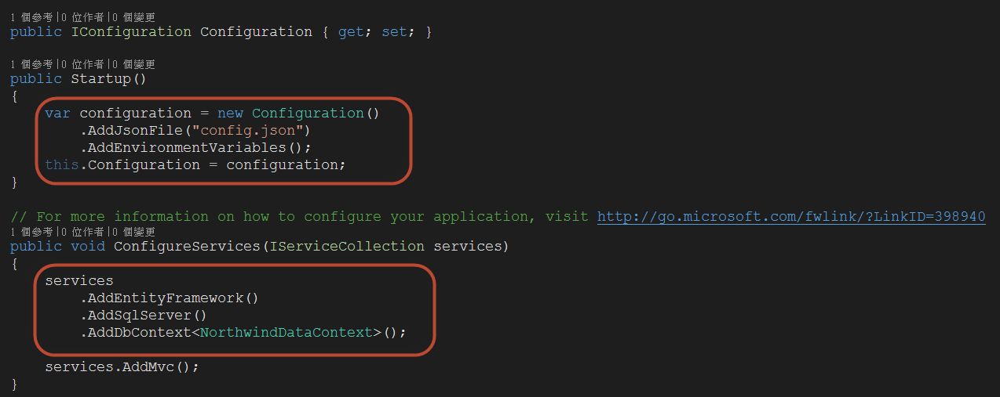 1 個參考|0 位作者|0 個變更
public IConfiguration Configuration { get; set; }
1 個參考|0 位作者|0 個變更
public Startup()
{
var configuration = new Configuration()
.AddJsonFile("config.json")
.AddEnvironmentVariables();
this.Configuration = configuration;
}
// For more information on how to configure your application, visit http://go.microsoft.com/fwlink/?LinkID=398940
1 個參考|0 位作者|0 個變更
public void ConfigureServices(IServiceCollection services)
{
services
.AddEntityFramework()
.AddSqlServer()
.AddDbContext<NorthwindDataContext>();
services.AddMvc();
}